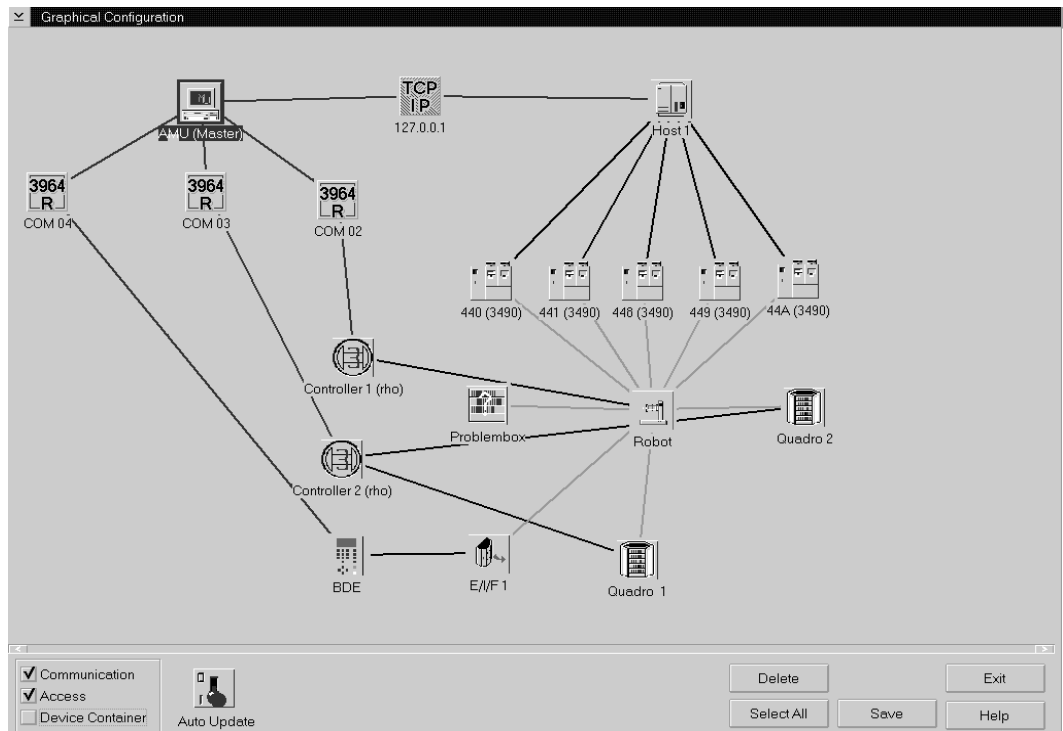 Graphical Configuration
TCP
IP
127.0.0.1
AMU (Master)
Host 1
3964
R
COM 04
3964
R
COM 03
3964
R
COM 02
440 (3490)
441 (3490)
448 (3490)
449 (3490)
44A (3490)
Controller 1 (rho)
Problembox
Robot
Quadro 2
Controller 2 (rho)
BDE
E/I/F 1
Quadro 1
Communication
Access
Device Container
Auto Update
Delete
Exit
Select All
Save
Help